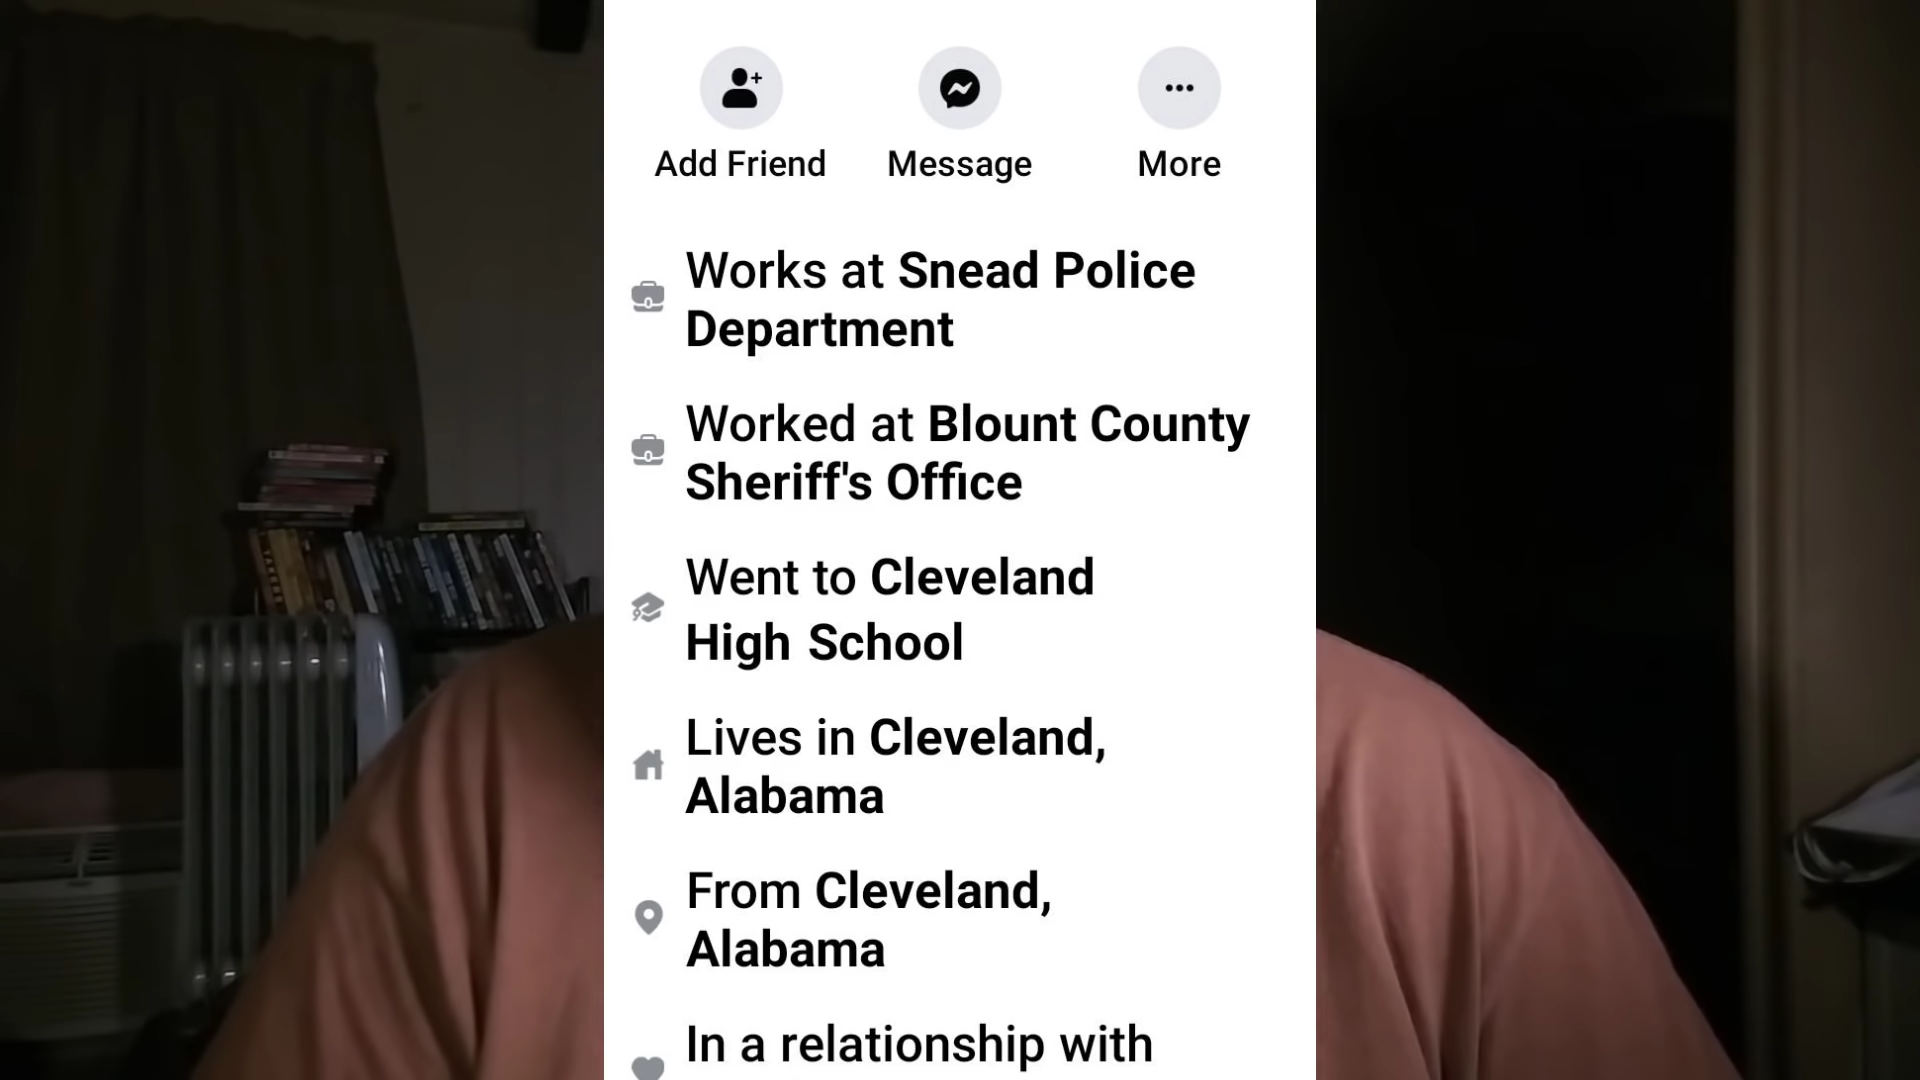 Add Friend
Message
More
Works at Snead Police
Department
Worked at Blount County
Sheriff's Office
Went to Cleveland
High School
Lives in Cleveland,
Alabama
From Cleveland,
Alabama
In a relationship with